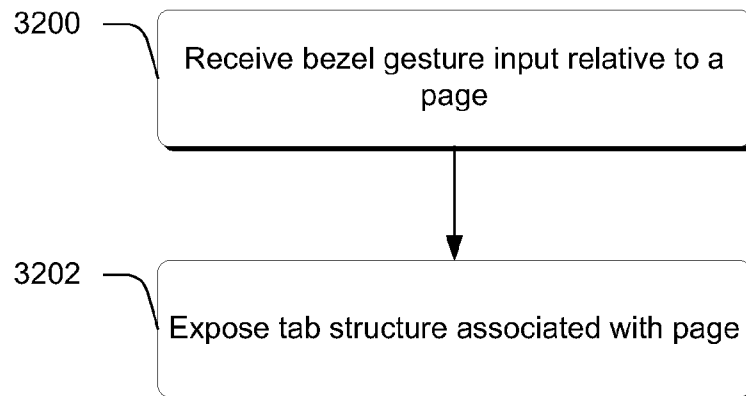 3200
Receive bezel gesture input relative to a
page
3202
Expose tab structure associated with page